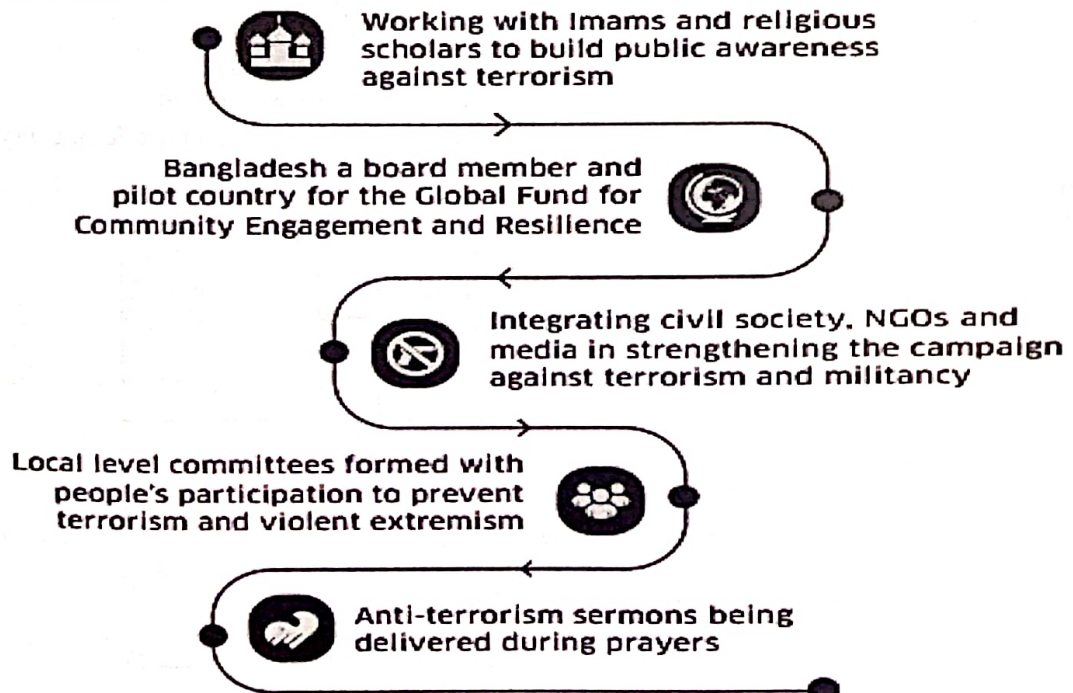 Working with Imams and religious
scholars to build public awareness
against terrorism
Bangladesh a board member and
pilot country for the Global Fund for
Community Engagement and Resilience
Integrating civil society, NGOs and
media in strengthening the campaign
against terrorism and militancy
Local level committees formed with
people's participation to prevent
terrorism and violent extremism
Anti-terrorism sermons being
delivered during prayers